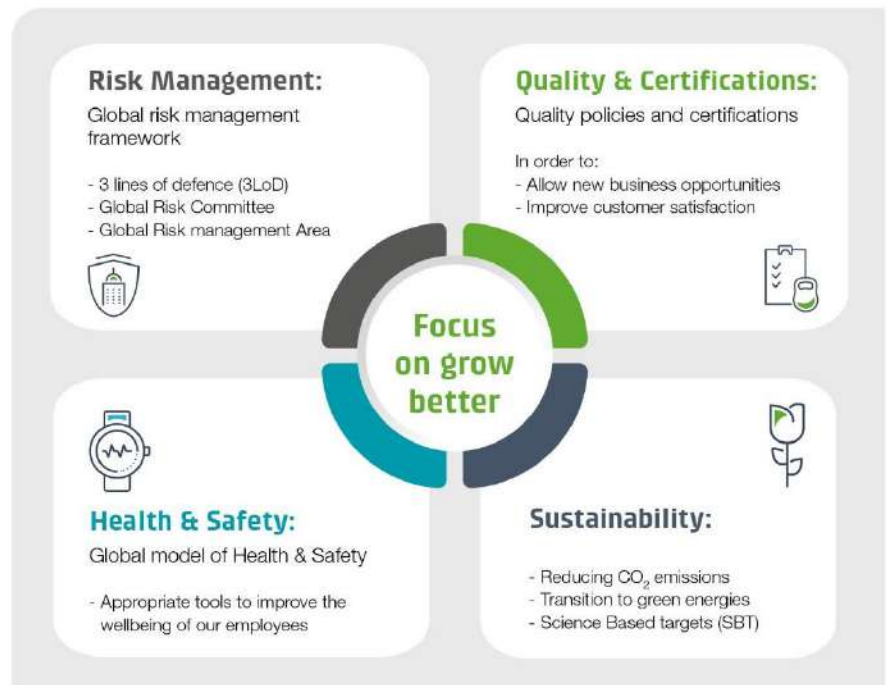 Risk Management:
Global risk management
framework
- 3 lines of defence (3LoD)
- Global Risk Committee
- Global Risk management Area
Quality & Certifications:
Quality policies and certifications
In order to:
- Allow new business opportunities
- Improve customer satisfaction
Focus
on grow
better
Health & Safety:
Global model of Health & Safety
- Appropriate tools to improve the
wellbeing of our employees
Sustainability:
- Reducing CO₂ emissions
- Transition to green energies
- Science Based targets (SBT)